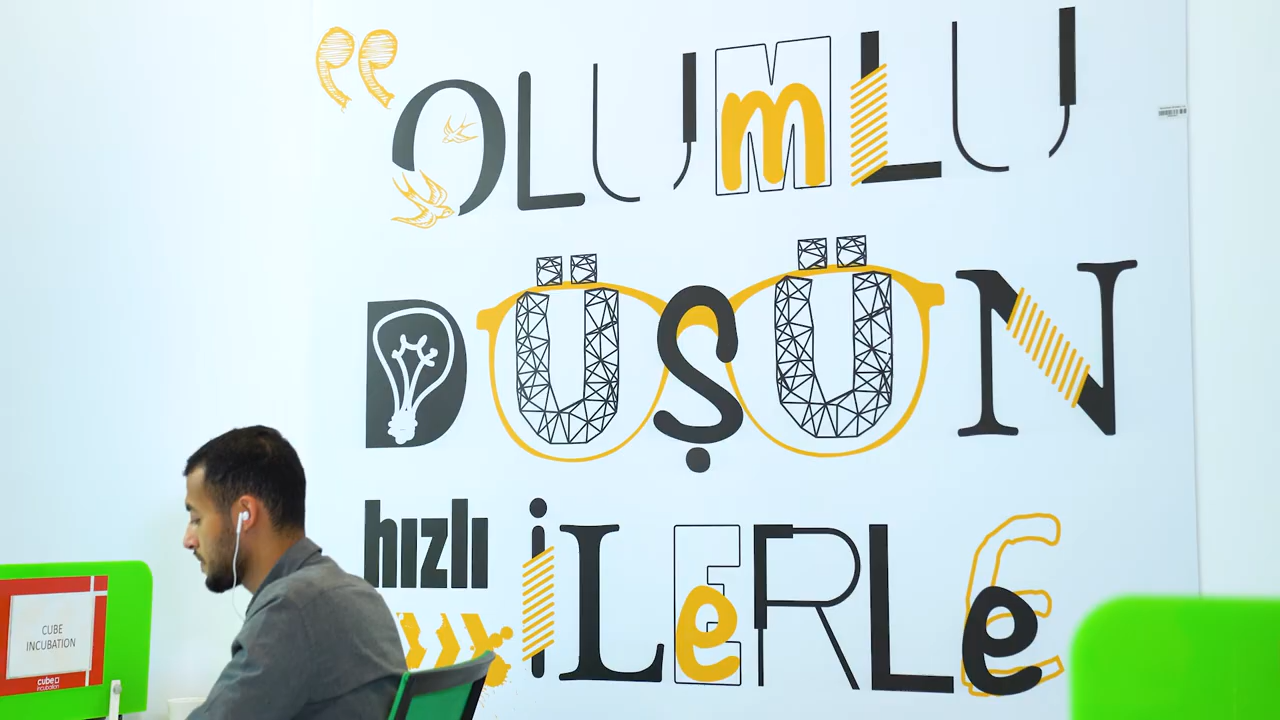 “OLUMLU
DÜŞÜN
hızlı
İLERLE
CUBE
INCUBATION
cube
incubation